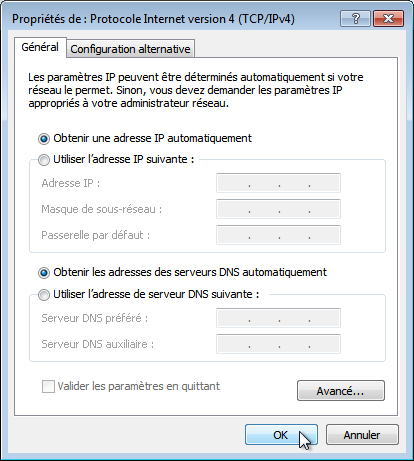 Propriétés de : Protocole Internet version 4 (TCP/IPv4)
Général
Configuration alternative
Les paramètres IP peuvent être déterminés automatiquement si votre
réseau le permet. Sinon, vous devez demander les paramètres IP
appropriés à votre administrateur réseau.
Obtenir une adresse IP automatiquement
Utiliser l'adresse IP suivante :
Adresse IP :
Masque de sous-réseau :
Passerelle par défaut :
Obtenir les adresses des serveurs DNS automatiquement
Utiliser l'adresse de serveur DNS suivante :
Serveur DNS préféré :
Serveur DNS auxiliaire :
Valider les paramètres en quittant
Avancé...
OK
Annuler